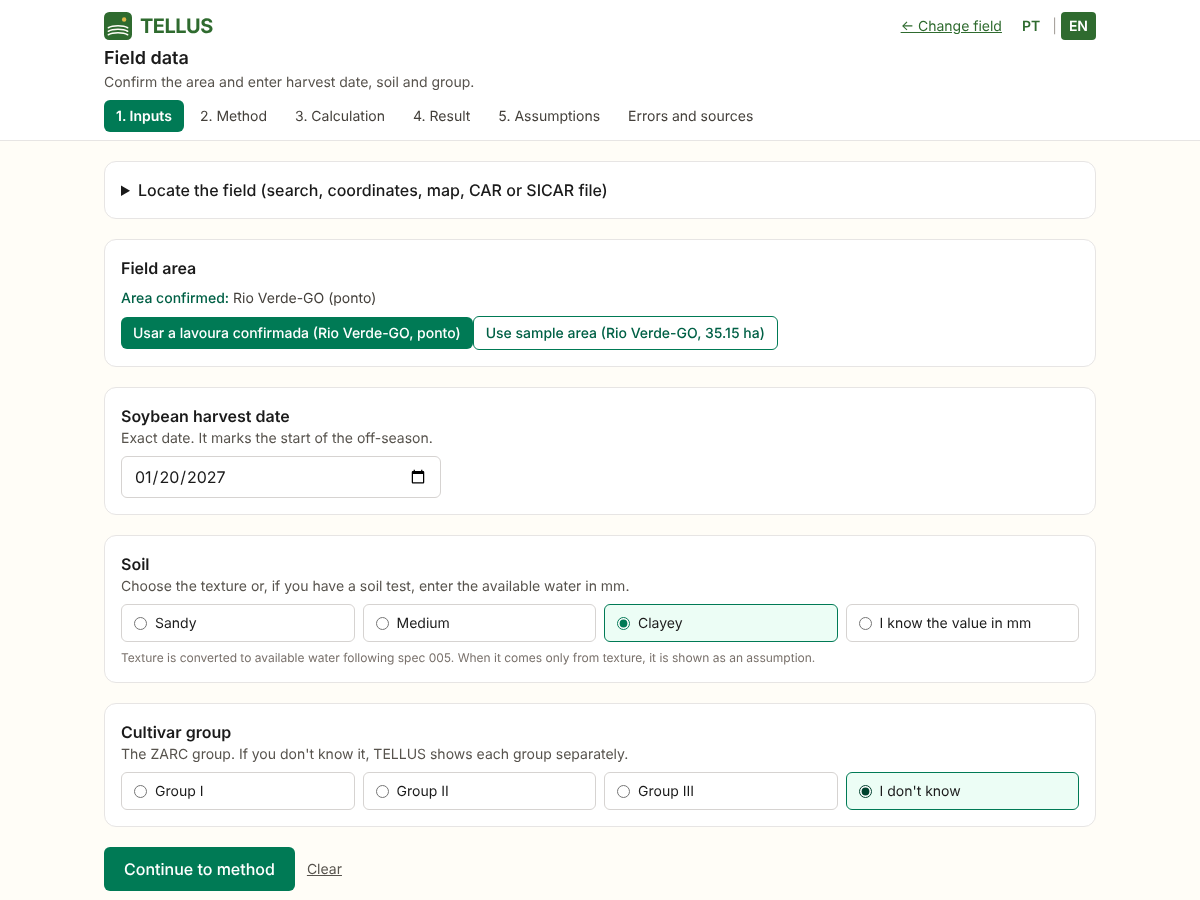 TELLUS
← Change field
PT
EN
Field data
Confirm the area and enter harvest date, soil and group.
1. Inputs
2. Method
3. Calculation
4. Result
5. Assumptions
Errors and sources
Locate the field (search, coordinates, map, CAR or SICAR file)
Field area
Area confirmed: Rio Verde-GO (ponto)
Usar a lavoura confirmada (Rio Verde-GO, ponto)
Use sample area (Rio Verde-GO, 35.15 ha)
Soybean harvest date
Exact date. It marks the start of the off-season.
01/20/2027
Soil
Choose the texture or, if you have a soil test, enter the available water in mm.
Sandy
Medium
Clayey
I know the value in mm
Texture is converted to available water following spec 005. When it comes only from texture, it is shown as an assumption.
Cultivar group
The ZARC group. If you don't know it, TELLUS shows each group separately.
Group I
Group II
Group III
I don't know
Continue to method
Clear